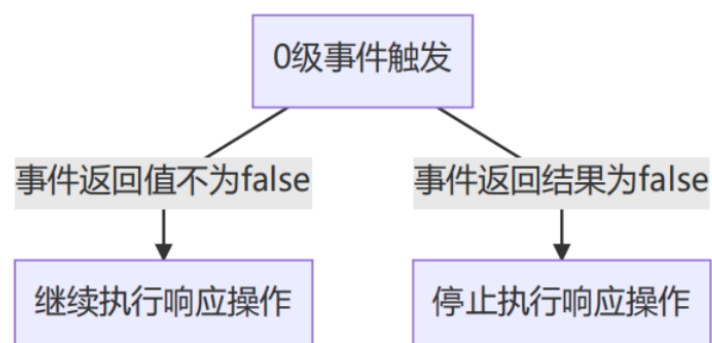 0级事件触发
事件返回值不为false
事件返回结果为false
继续执行响应操作
停止执行响应操作